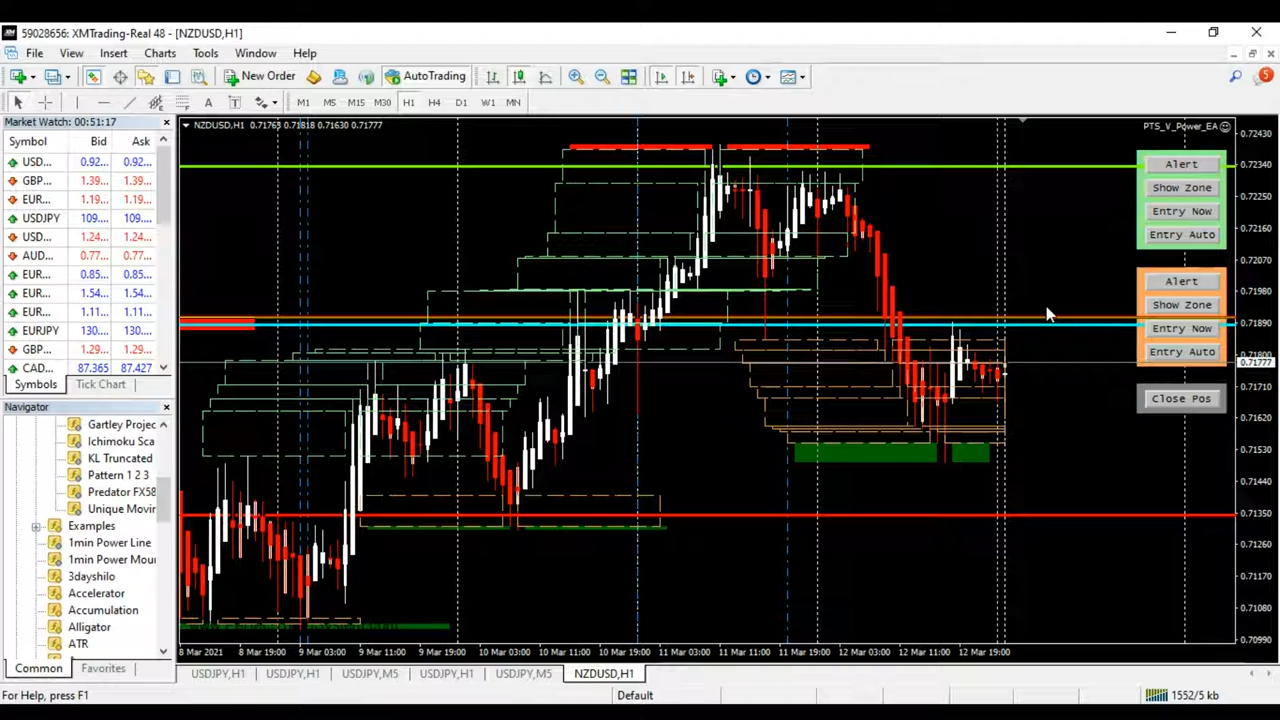 59028656: XMTrading-Real 48 - [NZDUSD,H1]
File View Insert Charts Tools Window Help
New Order AutoTrading
M1 M5 M15 M30 H1 H4 D1 W1 MN
Market Watch: 00:51:17
Symbol Bid Ask
USD... 0.92... 0.92...
GBP... 1.39... 1.39...
EUR... 1.19... 1.19...
USDJPY 109.... 109....
USD... 1.24... 1.24...
AUD... 0.77... 0.77...
EUR... 0.85... 0.85...
EUR... 1.54... 1.54...
EUR... 1.11... 1.11...
EURJPY 130.... 130....
GBP... 1.29... 1.29...
CAD... 87.365 87.427
Symbols Tick Chart
Navigator
Gartley Projec
Ichimoku Sca
KL Truncated
Pattern 1 2 3
Predator FX58
Unique Movi
Examples
1min Power Line
1min Power Mou
3dayshilo
Accelerator
Accumulation
Alligator
ATR
Common Favorites
NZDUSD,H1 0.71763 0.71818 0.71630 0.71777
PTS_V_Power_EA
Alert
Show Zone
Entry Now
Entry Auto
Alert
Show Zone
Entry Now
Entry Auto
Close Pos
0.72430
0.72340
0.72250
0.72160
0.72070
0.71980
0.71890
0.71800
0.71777
0.71710
0.71620
0.71530
0.71440
0.71350
0.71260
0.71170
0.71080
0.70990
8 Mar 2021 8 Mar 19:00 9 Mar 03:00 9 Mar 11:00 9 Mar 19:00 10 Mar 03:00 10 Mar 11:00 10 Mar 19:00 11 Mar 03:00 11 Mar 11:00 11 Mar 19:00 12 Mar 03:00 12 Mar 11:00 12 Mar 19:00
USDJPY,H1 USDJPY,H1 USDJPY,M5 USDJPY,H1 USDJPY,M5 NZDUSD,H1
For Help, press F1 Default 1552/5 kb